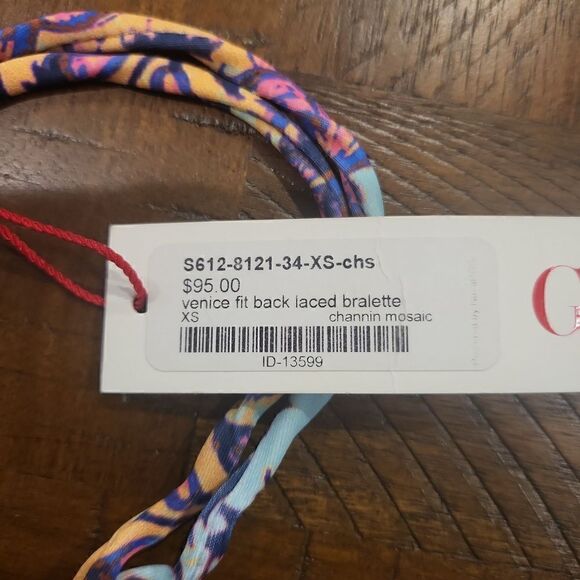 S612-8121-34-XS-chs
$95.00
venice fit back laced bralette
XS channin mosaic
ID-13599
G